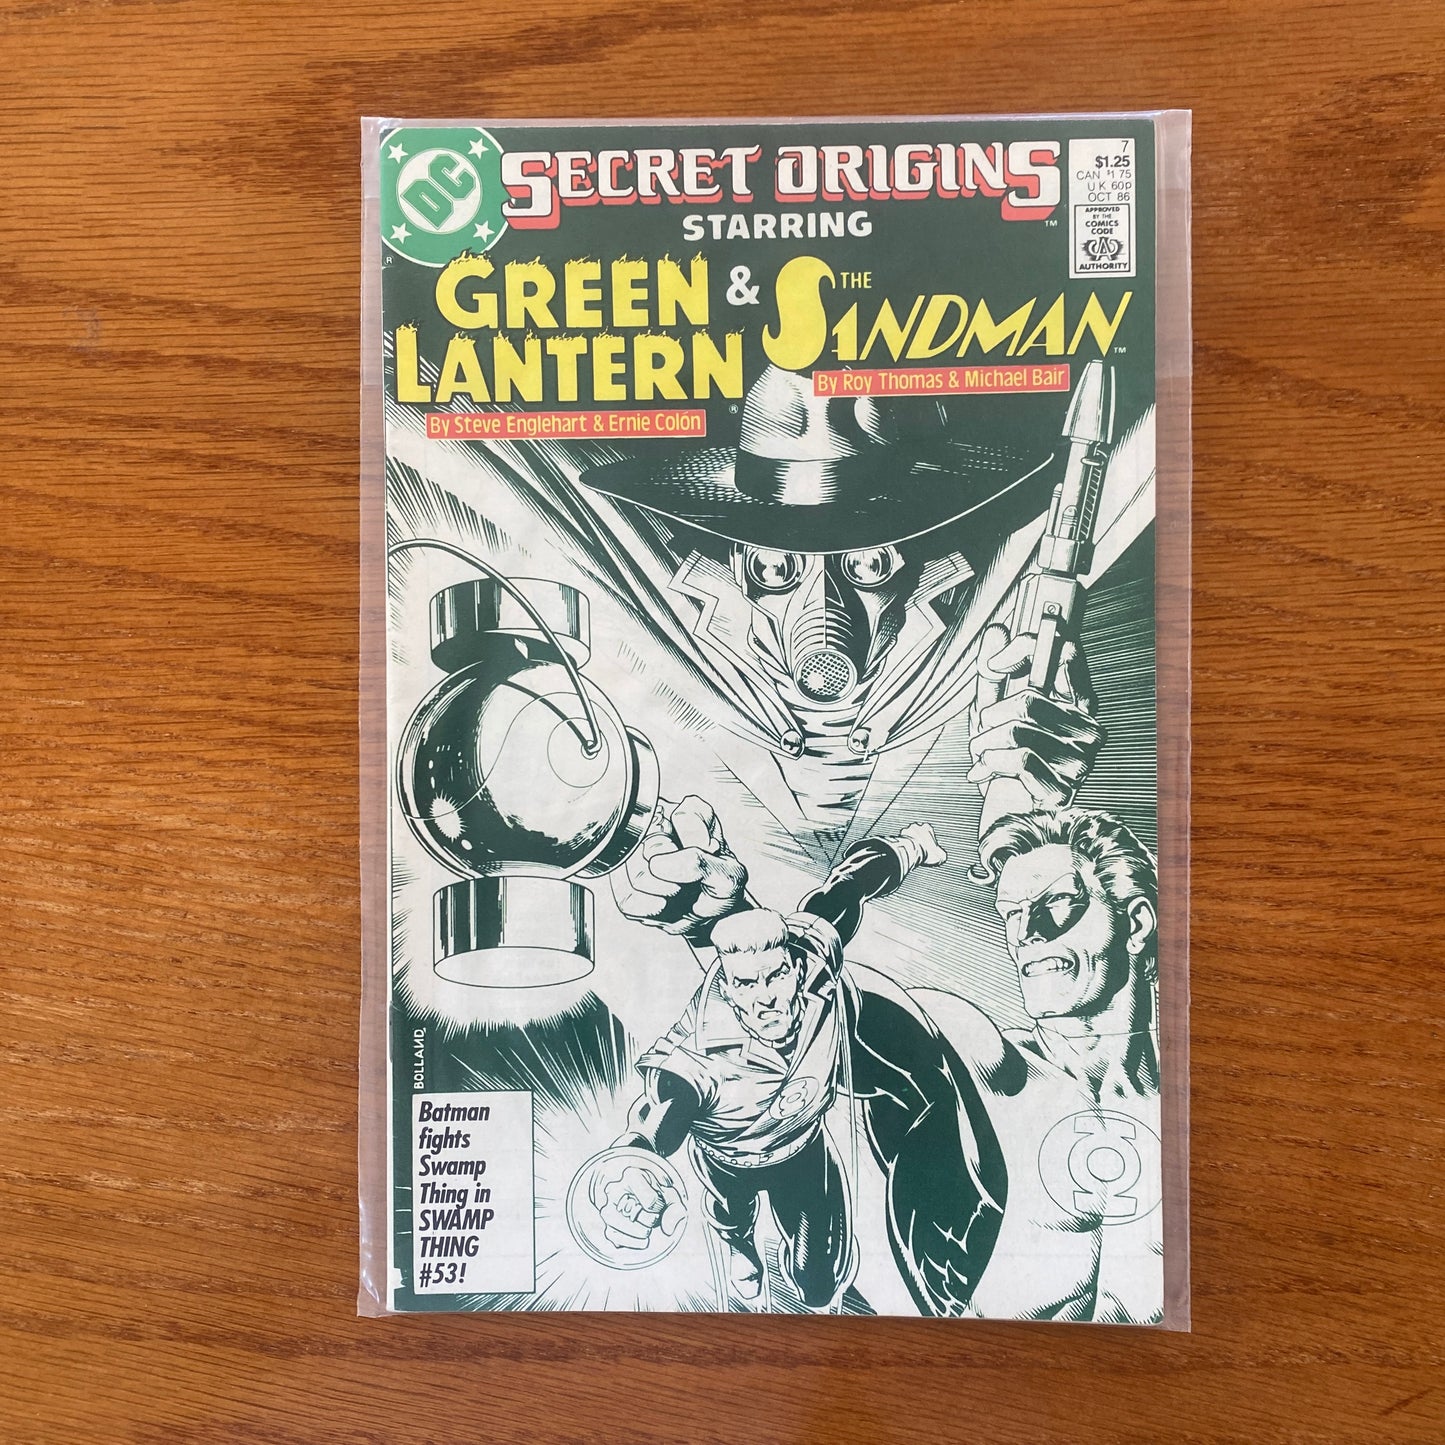 DC
SECRET ORIGINS
™
STARRING
GREEN
LANTERN
®
&
THE
SANDMAN
™
By Steve Englehart & Ernie Colón
By Roy Thomas & Michael Bair
7
$1.25
CAN $1.75
U K 60p
OCT 86
APPROVED
BY THE
COMICS
CODE
CA
AUTHORITY
R
BOLLAND
Batman
fights
Swamp
Thing in
SWAMP
THING
#53!